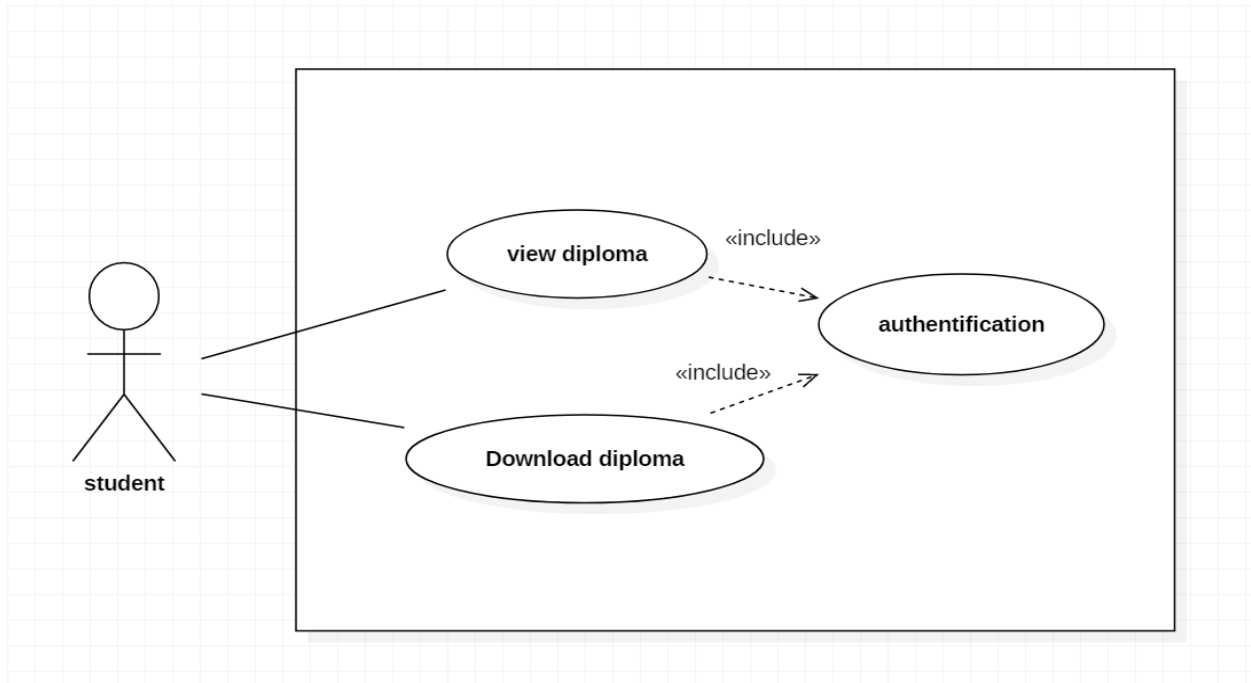 view diploma
«include»
authentification
«include»
Download diploma
student